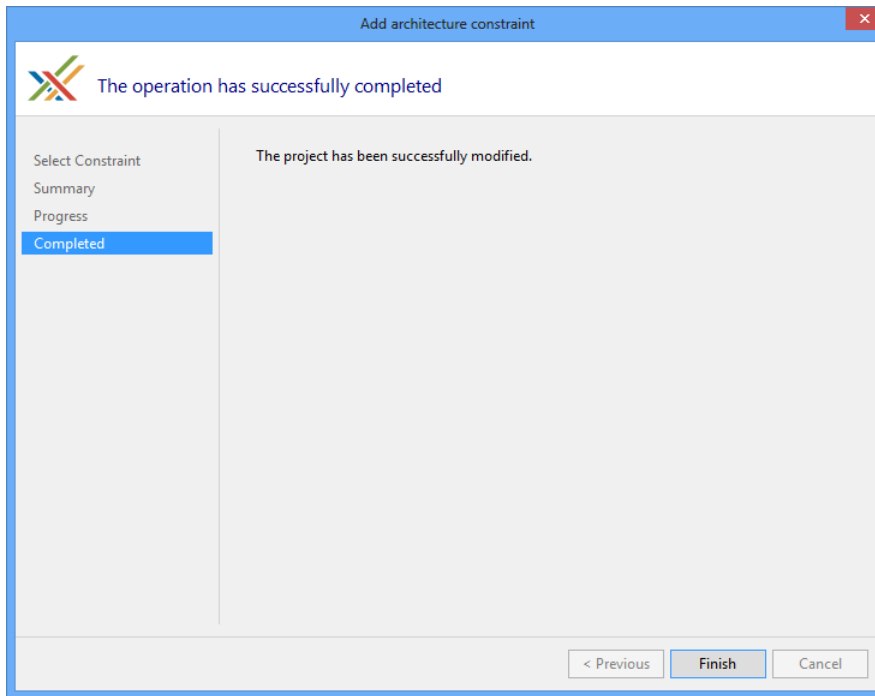 Add architecture constraint
The operation has successfully completed
Select Constraint
The project has been successfully modified.
Summary
Progress
Completed
< Previous
Finish
Cancel